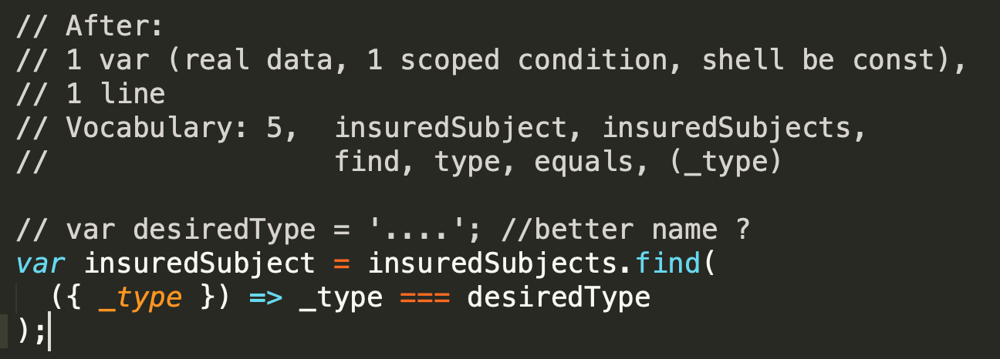 // After:
// 1 var (real data, 1 scoped condition, shell be const),
// 1 line
// Vocabulary: 5,  insuredSubject, insuredSubjects,
//                 find, type, equals, (_type)
// var desiredType = '....'; //better name ?
var insuredSubject = insuredSubjects.find(
  ({ _type }) => _type === desiredType
);